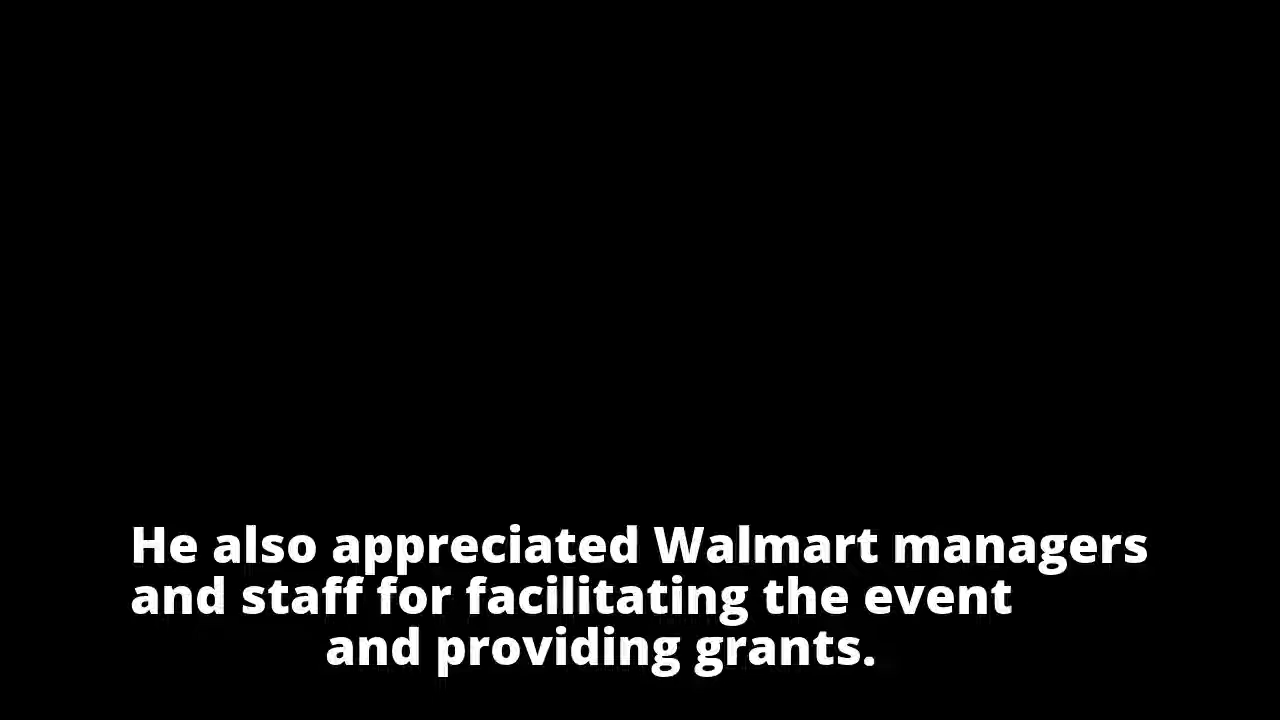 He also appreciated Walmart managers
and staff for facilitating the event
and providing grants.